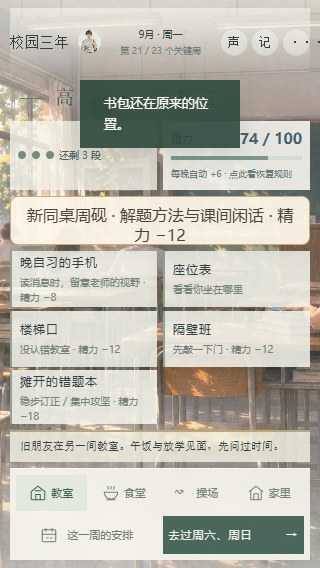 校园三年
9月 · 周一
第 21 / 23 个关键周
声
记
一 高
书包还在原来的位
置。
还剩 3 段
精力
74 / 100
每晚自动 +6 · 点此看恢复规则
新同桌周砚 · 解题方法与课间闲话 · 精
力 −12
晚自习的手机
读消息时，留意老师的视野 ·
精力 −8
座位表
看看你坐在哪里
楼梯口
没认错教室 · 精力 −12
隔壁班
先敲一下门 · 精力 −12
摊开的错题本
稳步订正 / 集中攻坚 · 精力
−18
旧朋友在另一间教室。午饭与放学见面，先问过时间。
教室
食堂
操场
家里
这一周的安排
去过周六、周日 →